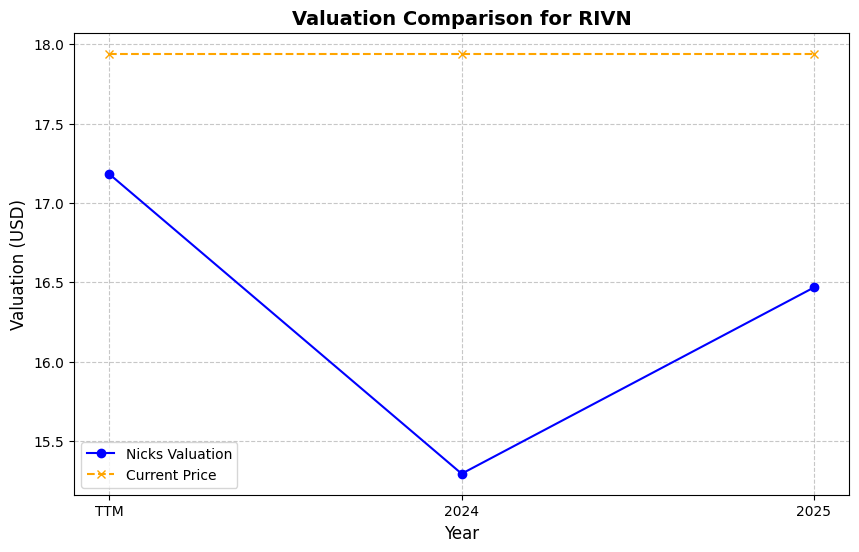 Valuation Comparison for RIVN
Valuation (USD)
18.0
17.5
17.0
16.5
16.0
15.5
Nicks Valuation
Current Price
TTM
2024
2025
Year